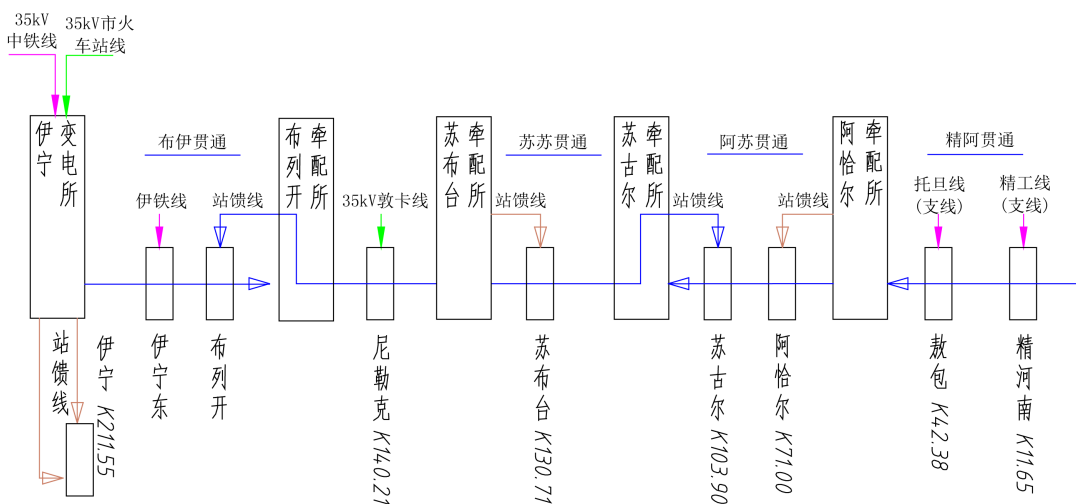 35kV
中铁线
35kV市火
车站线
伊宁
变电所
布伊贯通
布列开
牵配所
苏布台
牵配所
苏苏贯通
苏古尔
牵配所
阿苏贯通
阿恰尔
牵配所
精阿贯通
伊铁线
站馈线
35kV敦卡线
站馈线
站馈线
站馈线
托旦线
(支线)
精工线
(支线)
站馈线
伊宁 K211.55
伊宁东
布列开
尼勒克 K140.21
苏布台 K130.71
苏古尔 K103.90
阿恰尔 K71.00
敖包 K42.38
精河南 K11.65